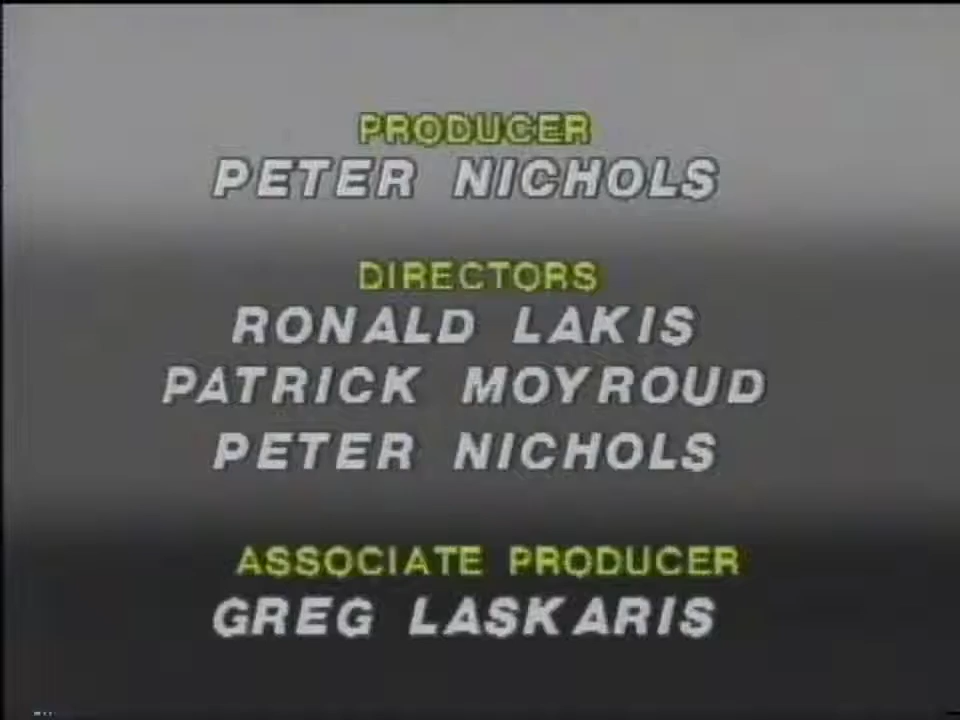 PRODUCER
PETER NICHOLS
DIRECTORS
RONALD LAKIS
PATRICK MOYROUD
PETER NICHOLS
ASSOCIATE PRODUCER
GREG LASKARIS